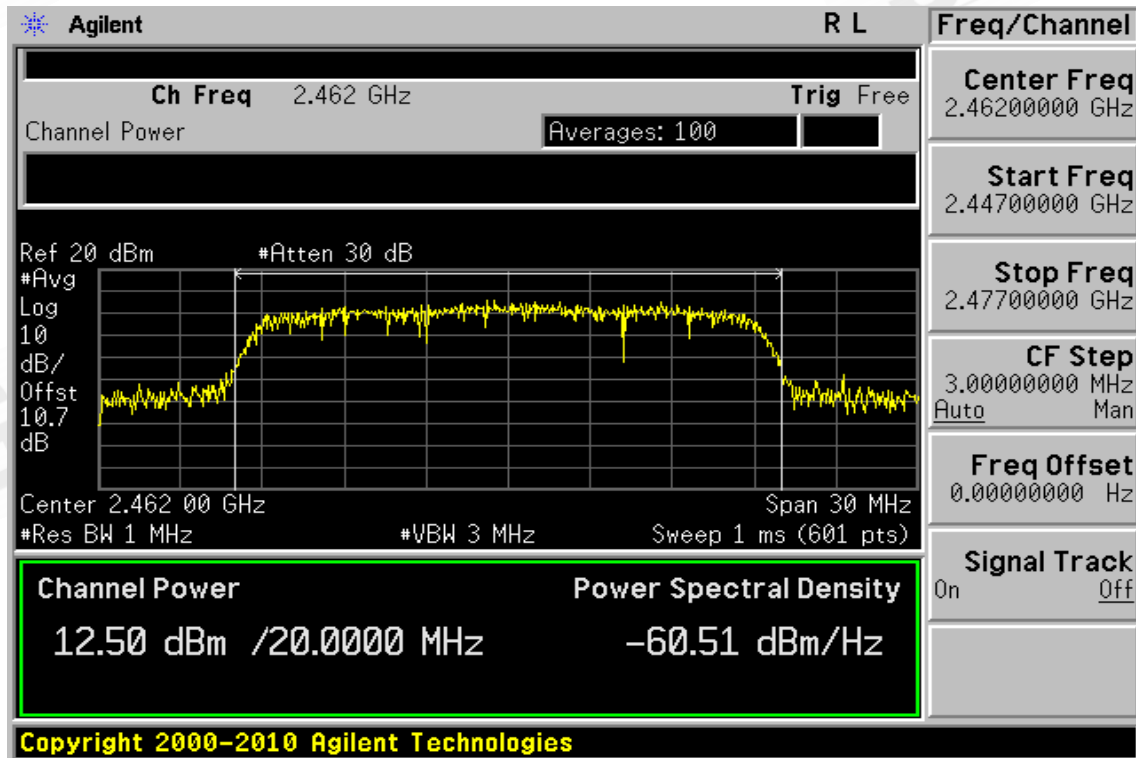 Agilent
R L
Freq/Channel
Ch Freq 2.462 GHz
Trig Free
Channel Power
Averages: 100
Center Freq
2.46200000 GHz
Start Freq
2.44700000 GHz
Stop Freq
2.47700000 GHz
CF Step
3.00000000 MHz
Auto Man
Freq Offset
0.00000000 Hz
Signal Track
On Off
Ref 20 dBm
#Atten 30 dB
#Avg
Log
10
dB/
Offst
10.7
dB
Center 2.462 00 GHz
Span 30 MHz
#Res BW 1 MHz
#VBW 3 MHz
Sweep 1 ms (601 pts)
Channel Power
Power Spectral Density
12.50 dBm /20.0000 MHz
-60.51 dBm/Hz
Copyright 2000-2010 Agilent Technologies